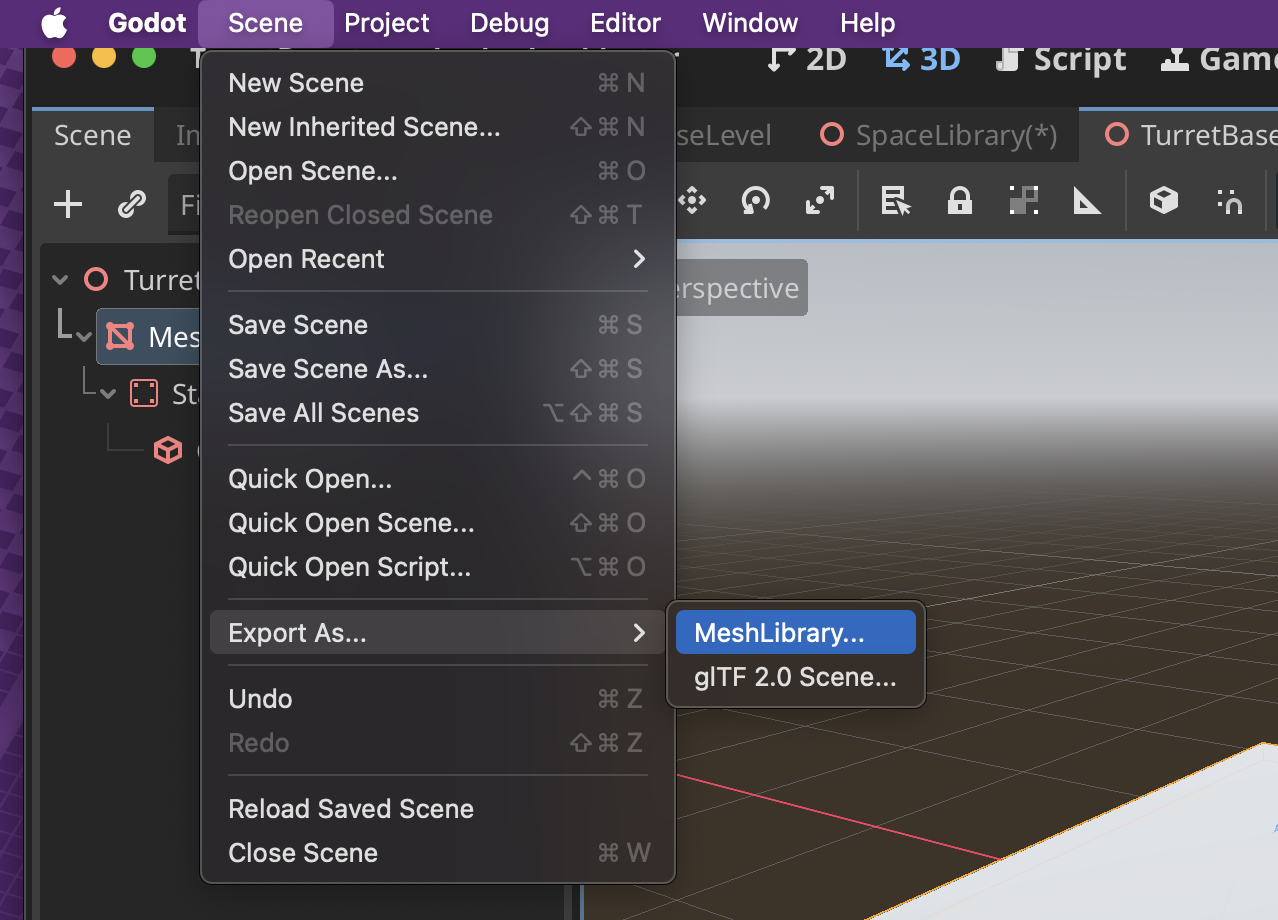 Godot Scene Project Debug Editor Window Help
2D 3D Script Game
Scene
seLevel SpaceLibrary(*) TurretBase
New Scene ⌘ N
New Inherited Scene... ⇧ ⌘ N
Open Scene... ⌘ O
Reopen Closed Scene ⇧ ⌘ T
Open Recent
Save Scene ⌘ S
Save Scene As... ⇧ ⌘ S
Save All Scenes ⌥ ⇧ ⌘ S
Quick Open... ^ ⌘ O
Quick Open Scene... ⇧ ⌘ O
Quick Open Script... ⌥ ⌘ O
Export As...
MeshLibrary...
glTF 2.0 Scene...
Undo ⌘ Z
Redo ⇧ ⌘ Z
Reload Saved Scene
Close Scene ⌘ W
Fi
Turret
Mes
Sta
erspective